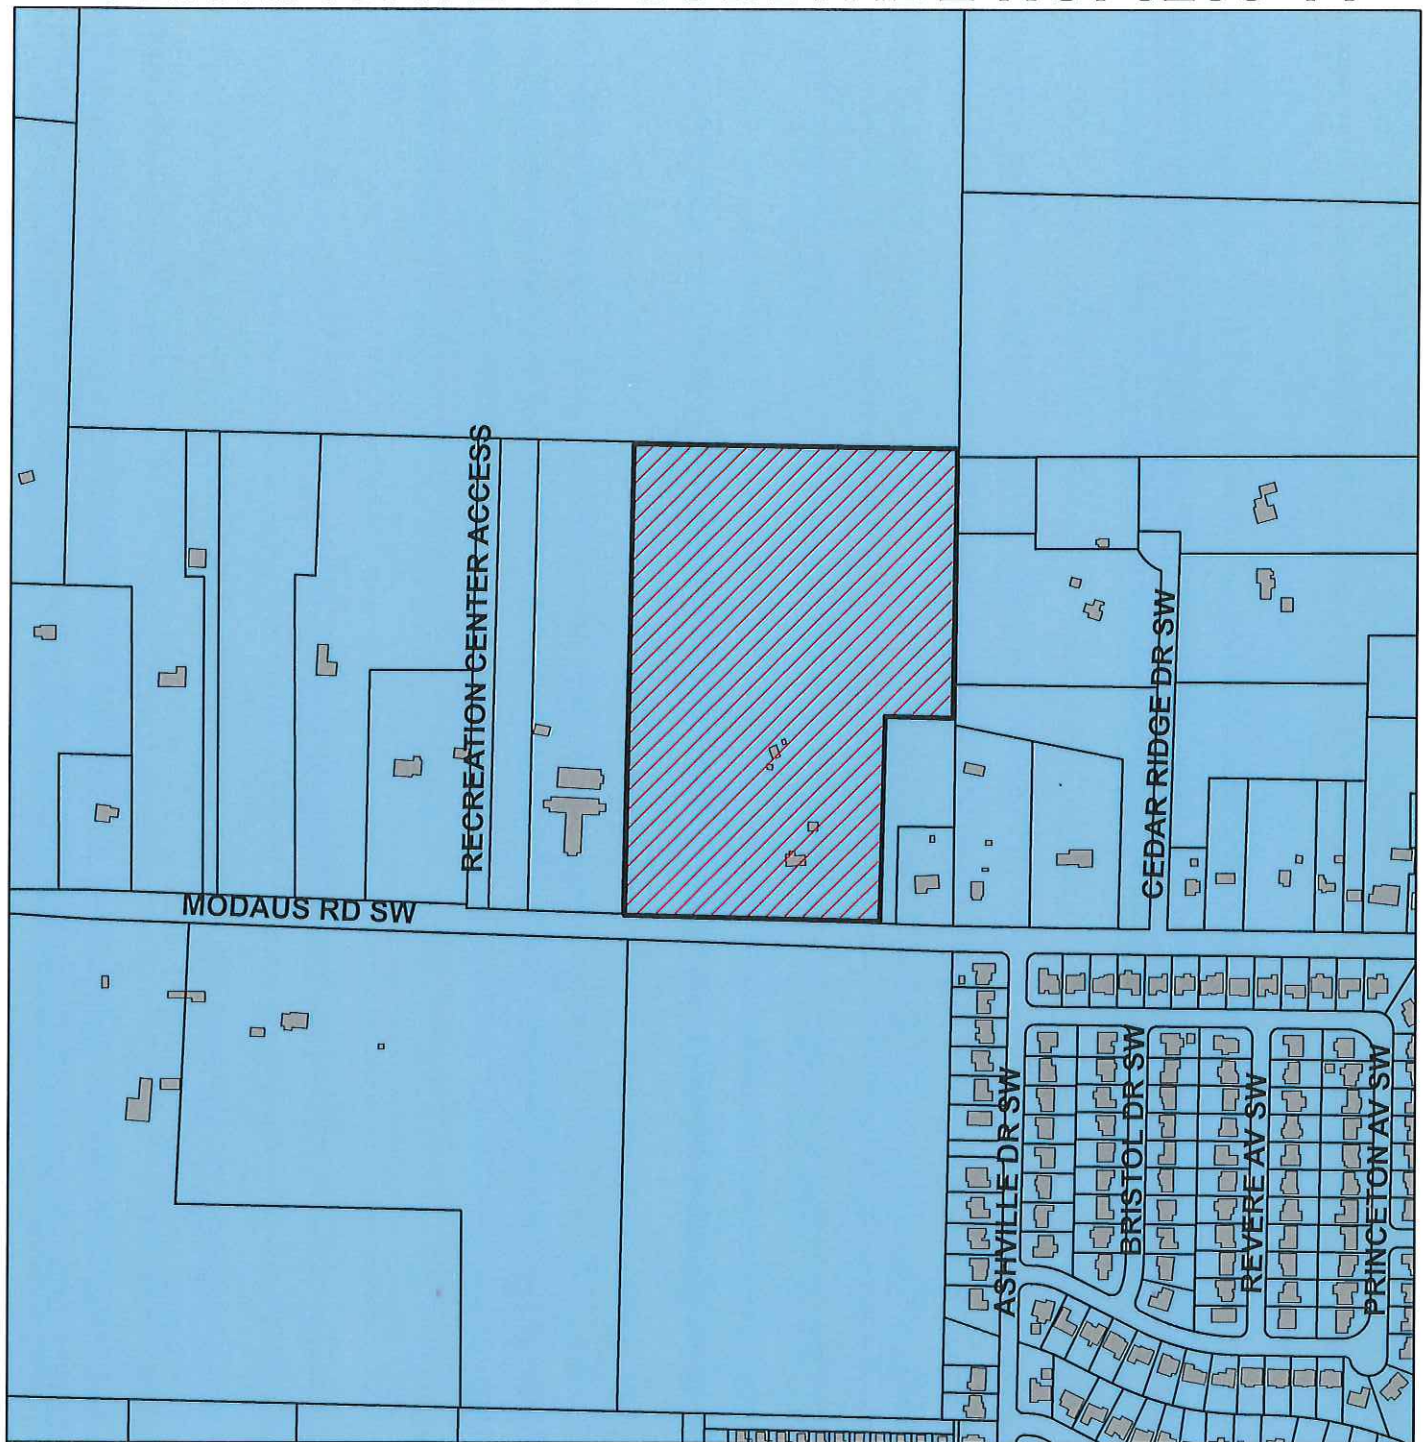 RECREATION CENTER ACCESS
CEDAR RIDGE DR SW
MODAUS RD SW
ASHVILLE DR SW
BRISTOL DR SW
REVERE AV SW
PRINCETON AV SW